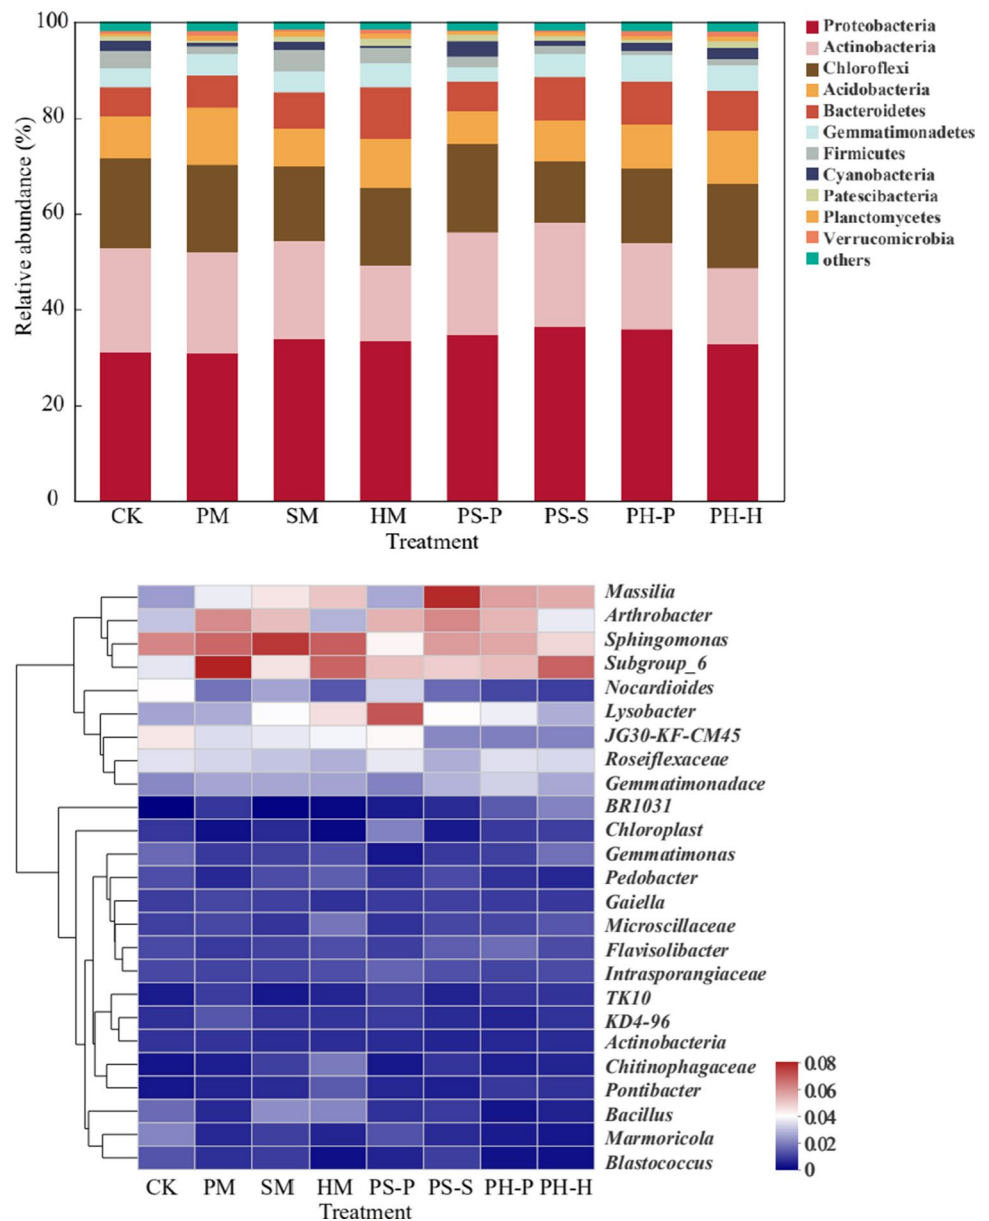 100
80
60
40
20
0
Relative abundance (%)
CK PM SM HM PS-P PS-S PH-P PH-H
Treatment
Proteobacteria
Actinobacteria
Chloroflexi
Acidobacteria
Bacteroidetes
Gemmatimonadetes
Firmicutes
Cyanobacteria
Patescibacteria
Planctomycetes
Verrucomicrobia
others
Massilia
Arthrobacter
Sphingomonas
Subgroup_6
Nocardioides
Lysobacter
JG30-KF-CM45
Roseiflexaceae
Gemmatimonadace
BR1031
Chloroplast
Gemmatimonas
Pedobacter
Gaiella
Microscillaceae
Flavisolibacter
Intrasporangiaceae
TK10
KD4-96
Actinobacteria
Chitinophagaceae
Pontibacter
Bacillus
Marmoricola
Blastococcus
0.08
0.06
0.04
0.02
0
CK PM SM HM PS-P PS-S PH-P PH-H
Treatment